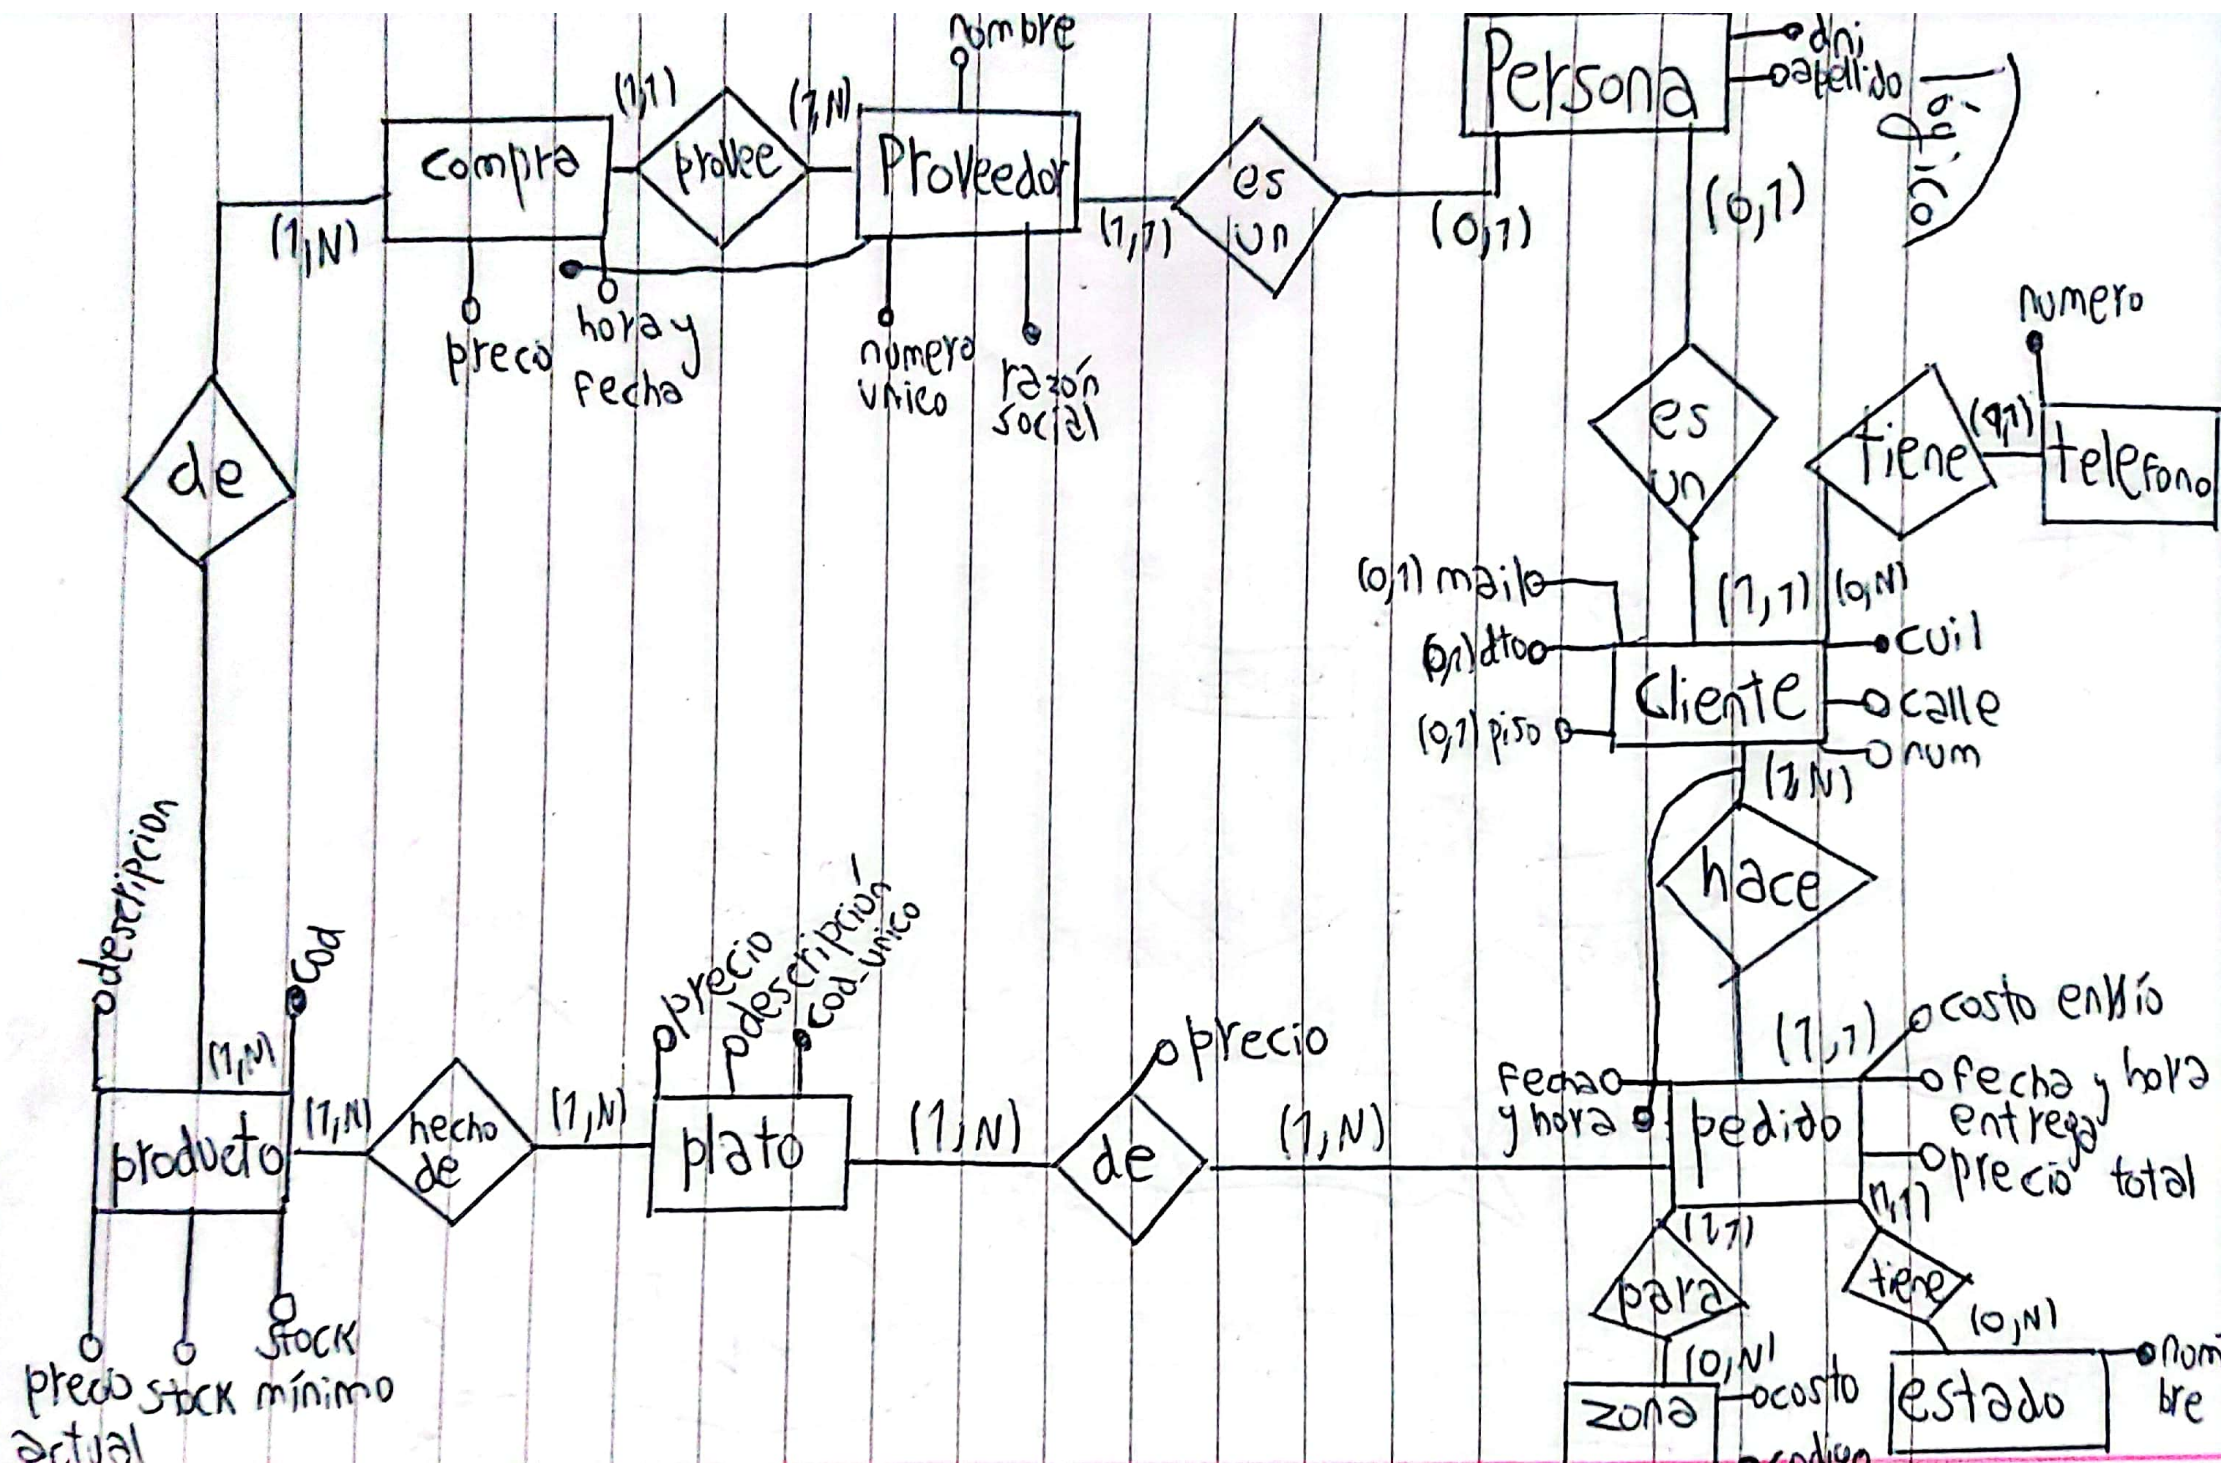 nombre
Persona
dni
apellido
(1,1)
(1,N)
compra
provee
Proveedor
es
un
(1,N)
(1,1)
(0,1)
(0,1)
preco
hora y
fecha
numero
unico
razón
social
numero
de
es
un
tiene
(0,1)
telefono
(0,1) mail
(1,1)
(0,N)
(0,1) dto
cuil
cliente
calle
(0,1) piso
num
(1,N)
hace
descripcion
cod
precio
descripción
cod_unico
precio
(1,1)
costo envío
fecha
y hora
fecha y hora
entrega
precio total
(1,N)
(1,N)
(1,N)
(1,N)
(1,N)
producto
hecho
de
plato
de
pedido
(1,1)
(1,1)
para
tiene
(0,N)
(0,N)
stock
precio
actual
stock mínimo
zona
costo
codigo
estado
nom
bre